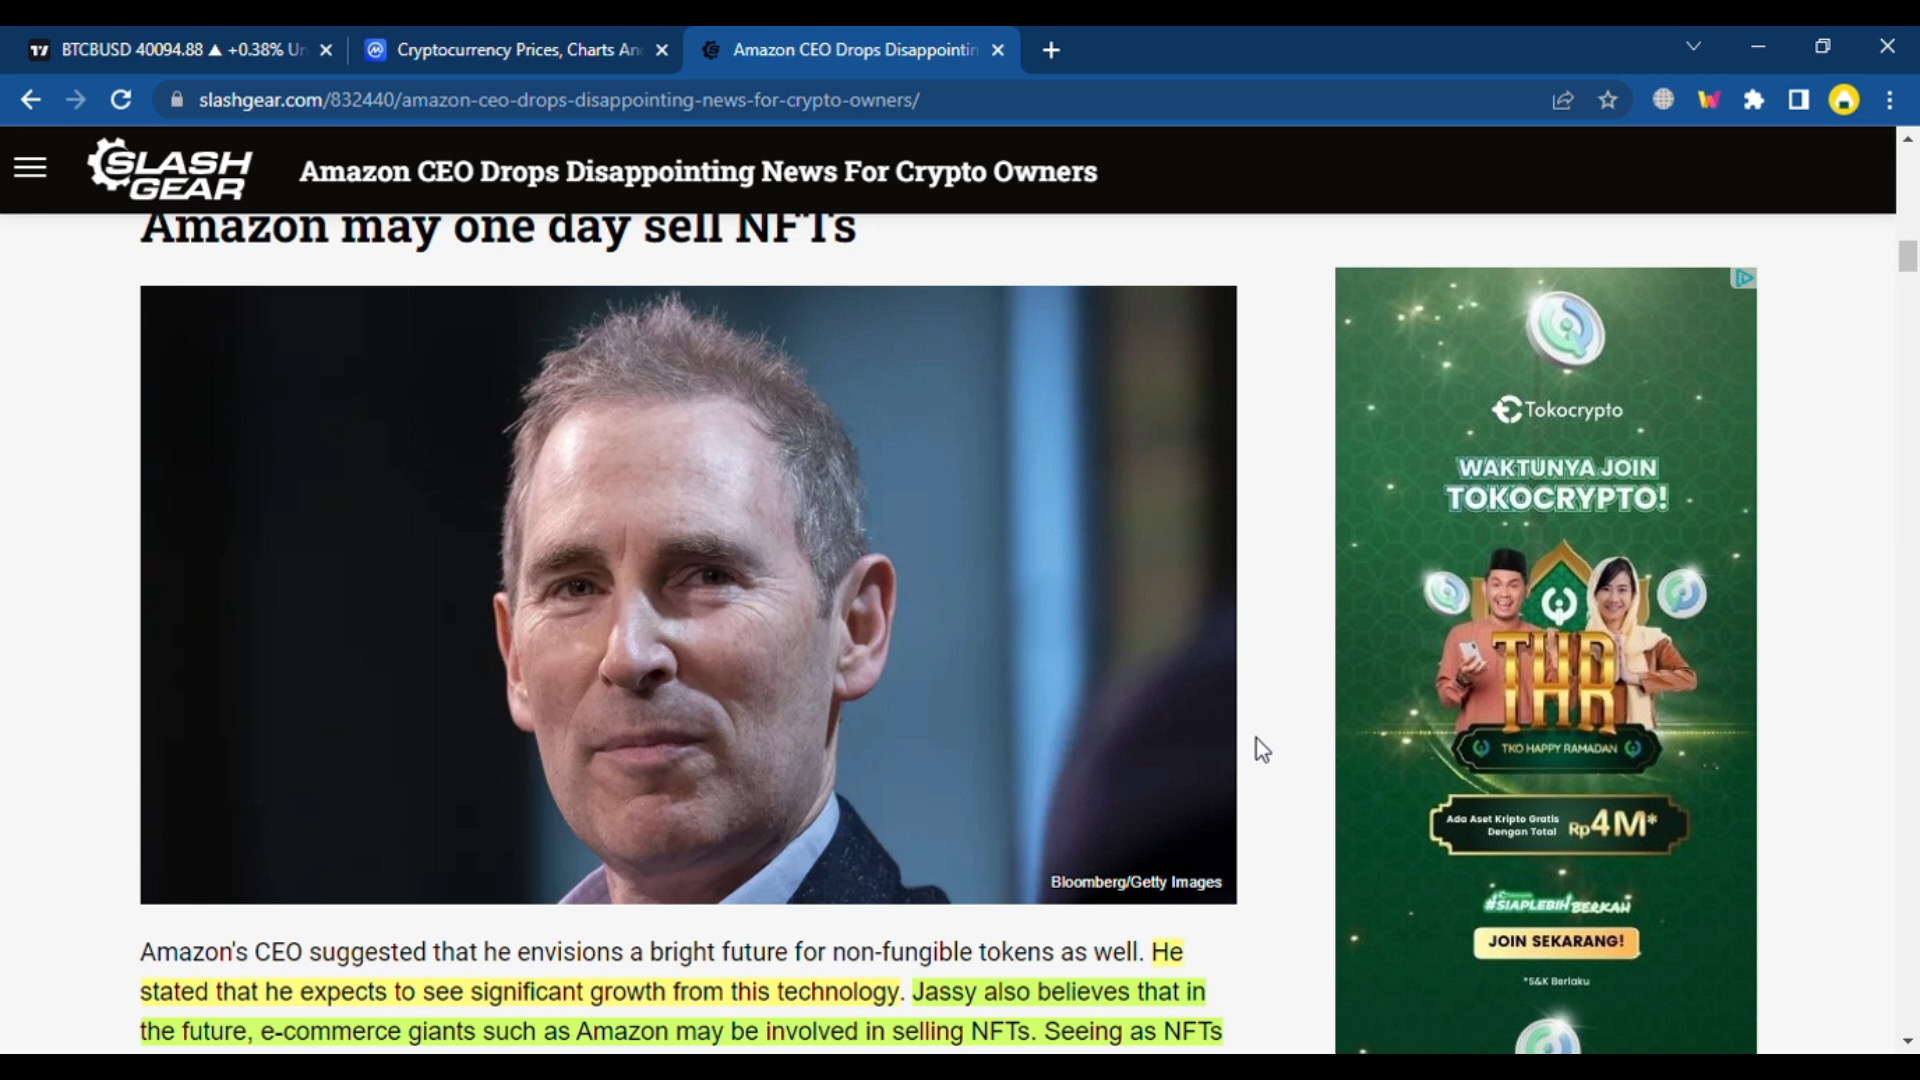 BTCBUSD 40094.88 ▲ +0.38% Un
Cryptocurrency Prices, Charts An
Amazon CEO Drops Disappointin
slashgear.com/832440/amazon-ceo-drops-disappointing-news-for-crypto-owners/
SLASH
GEAR
Amazon CEO Drops Disappointing News For Crypto Owners
Amazon may one day sell NFTs
Bloomberg/Getty Images
Amazon's CEO suggested that he envisions a bright future for non-fungible tokens as well. He
stated that he expects to see significant growth from this technology. Jassy also believes that in
the future, e-commerce giants such as Amazon may be involved in selling NFTs. Seeing as NFTs
Tokocrypto
WAKTUNYA JOIN
TOKOCRYPTO!
THR
TKO HAPPY RAMADAN
Ada Aset Kripto Gratis
Dengan Total
Rp4M*
#SIAPLEBIHBERKAH
JOIN SEKARANG!
*S&K Berlaku